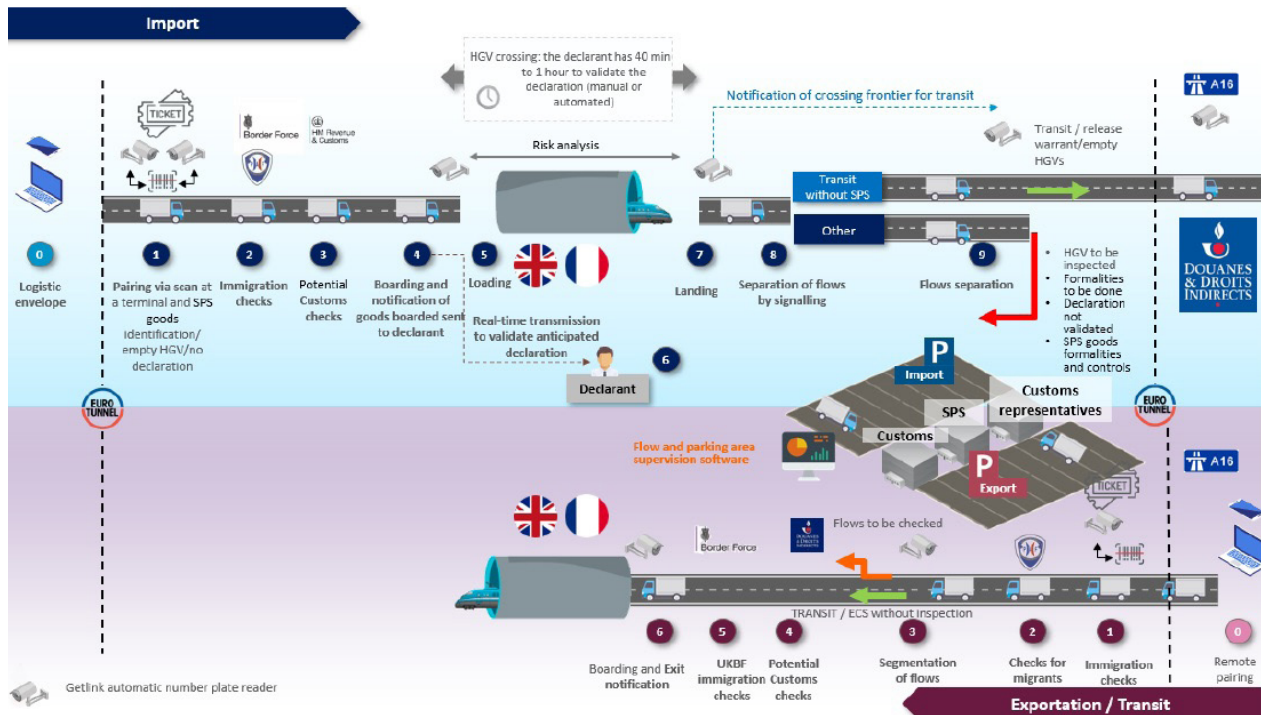 Import
HGV crossing: the declarant has 40 min
to 1 hour to validate the
declaration (manual or
automated)
Notification of crossing frontier for transit
A16
TICKET
Border Force
HM Revenue
& Customs
Risk analysis
Transit / release
warrant/empty
HGVs
Transit
without SPS
Other
0
Logistic
envelope
1
Pairing via scan at
a terminal and SPS
goods
identification/
empty HGV/no
declaration
2
Immigration
checks
3
Potential
Customs
checks
4
Boarding and
notification of
goods boarded sent
to declarant
5
Loading
Real-time transmission
to validate anticipated
declaration
6
Declarant
7
Landing
8
Separation of flows
by signalling
9
Flows separation
• HGV to be
inspected
• Formalities
to be done
• Declaration
not
validated
• SPS goods
formalities
and controls
DOUANES
& DROITS
INDIRECTS
EURO
TUNNEL
EURO
TUNNEL
P
Import
Customs
representatives
SPS
Customs
P
Export
Flow and parking area
supervision software
TICKET
A16
Border Force
DOUANES
& DROITS
INDIRECTS
Flows to be checked
TRANSIT / ECS without inspection
6
Boarding and Exit
notification
5
UKBF
immigration
checks
4
Potential
Customs
checks
3
Segmentation
of flows
2
Checks for
migrants
1
Immigration
checks
0
Remote
pairing
Getlink automatic number plate reader
Exportation / Transit